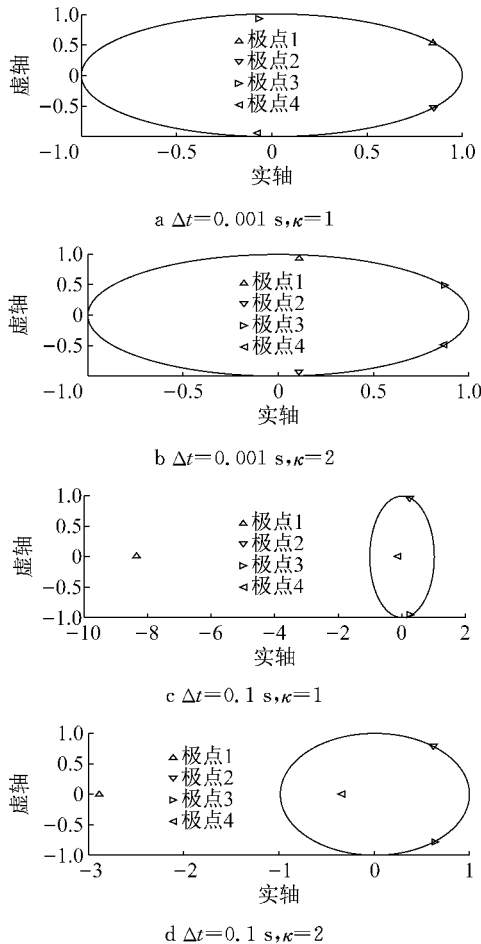 1.0
0.5
0
-0.5
-1.0
虚轴
极点1
极点2
极点3
极点4
-0.5 0 0.5 1.0
实轴
a Δt=0.001 s,κ=1
1.0
0.5
0
-0.5
-1.0
虚轴
极点1
极点2
极点3
极点4
-0.5 0 0.5 1.0
实轴
b Δt=0.001 s,κ=2
1.0
0.5
0
-0.5
-1.0
虚轴
极点1
极点2
极点3
极点4
-10 -8 -6 -4 -2 0 2
实轴
c Δt=0.1 s,κ=1
1.0
0.5
0
-0.5
-1.0
虚轴
极点1
极点2
极点3
极点4
-3 -2 -1 0 1
实轴
d Δt=0.1 s,κ=2